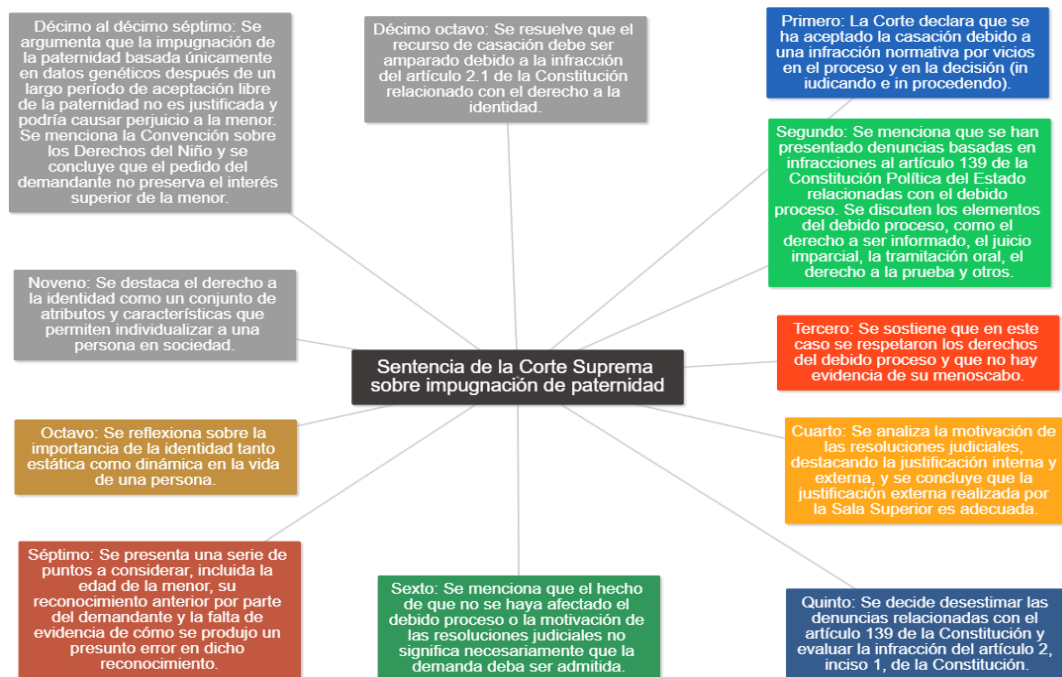 Décimo al décimo séptimo: Se
argumenta que la impugnación de
la paternidad basada únicamente
en datos genéticos después de un
largo período de aceptación libre
de la paternidad no es justificada y
podría causar perjuicio a la menor.
Se menciona la Convención sobre
los Derechos del Niño y se
concluye que el pedido del
demandante no preserva el interés
superior de la menor.
Décimo octavo: Se resuelve que el
recurso de casación debe ser
amparado debido a la infracción
del artículo 2.1 de la Constitución
relacionado con el derecho a la
identidad.
Primero: La Corte declara que se
ha aceptado la casación debido a
una infracción normativa por vicios
en el proceso y en la decisión (in
iudicando e in procedendo).
Segundo: Se menciona que se han
presentado denuncias basadas en
infracciones al artículo 139 de la
Constitución Política del Estado
relacionadas con el debido
proceso. Se discuten los elementos
del debido proceso, como el
derecho a ser informado, el juicio
imparcial, la tramitación oral, el
derecho a la prueba y otros.
Noveno: Se destaca el derecho a
la identidad como un conjunto de
atributos y características que
permiten individualizar a una
persona en sociedad.
Sentencia de la Corte Suprema
sobre impugnación de paternidad
Tercero: Se sostiene que en este
caso se respetaron los derechos
del debido proceso y que no hay
evidencia de su menoscabo.
Octavo: Se reflexiona sobre la
importancia de la identidad tanto
estática como dinámica en la vida
de una persona.
Cuarto: Se analiza la motivación de
las resoluciones judiciales,
destacando la justificación interna y
externa, y se concluye que la
justificación externa realizada por
la Sala Superior es adecuada.
Séptimo: Se presenta una serie de
puntos a considerar, incluida la
edad de la menor, su
reconocimiento anterior por parte
del demandante y la falta de
evidencia de cómo se produjo un
presunto error en dicho
reconocimiento.
Sexto: Se menciona que el hecho
de que no se haya afectado el
debido proceso o la motivación de
las resoluciones judiciales no
significa necesariamente que la
demanda deba ser admitida.
Quinto: Se decide desestimar las
denuncias relacionadas con el
artículo 139 de la Constitución y
evaluar la infracción del artículo 2,
inciso 1, de la Constitución.